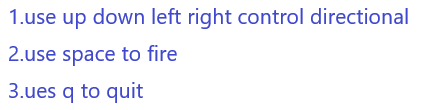 1.use up down left right control directional
2.use space to fire
3.ues q to quit